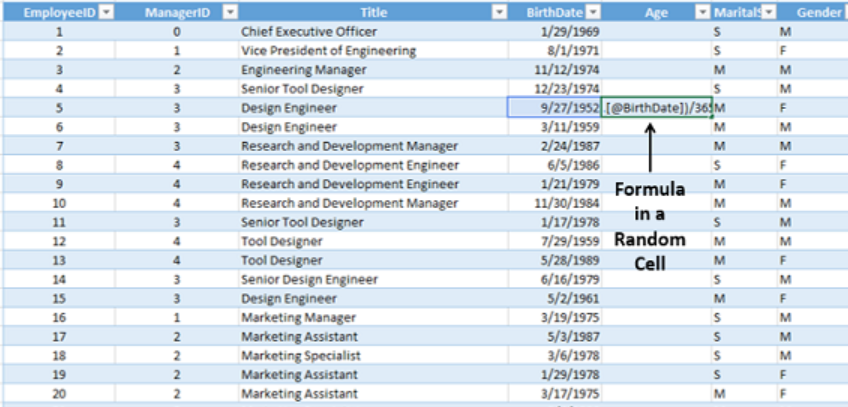 EmployeeID ManagerID Title BirthDate Age MaritalS Gender
1 0 Chief Executive Officer 1/29/1969 S M
2 1 Vice President of Engineering 8/1/1971 S F
3 2 Engineering Manager 11/12/1974 M M
4 3 Senior Tool Designer 12/23/1974 S M
5 3 Design Engineer 9/27/1952 [@BirthDate])/365 M F
6 3 Design Engineer 3/11/1959 M M
7 3 Research and Development Manager 2/24/1987 M M
8 4 Research and Development Engineer 6/5/1986 S F
9 4 Research and Development Engineer 1/21/1979 M F
10 4 Research and Development Manager 11/30/1984 M M
11 3 Senior Tool Designer 1/17/1978 S M
12 4 Tool Designer 7/29/1959 M M
13 4 Tool Designer 5/28/1989 M F
14 3 Senior Design Engineer 6/16/1979 S M
15 3 Design Engineer 5/2/1961 M F
16 1 Marketing Manager 3/19/1975 S M
17 2 Marketing Assistant 5/3/1987 S M
18 2 Marketing Specialist 3/6/1978 S M
19 2 Marketing Assistant 1/29/1978 S F
20 2 Marketing Assistant 3/17/1975 M F
Formula
in a
Random
Cell